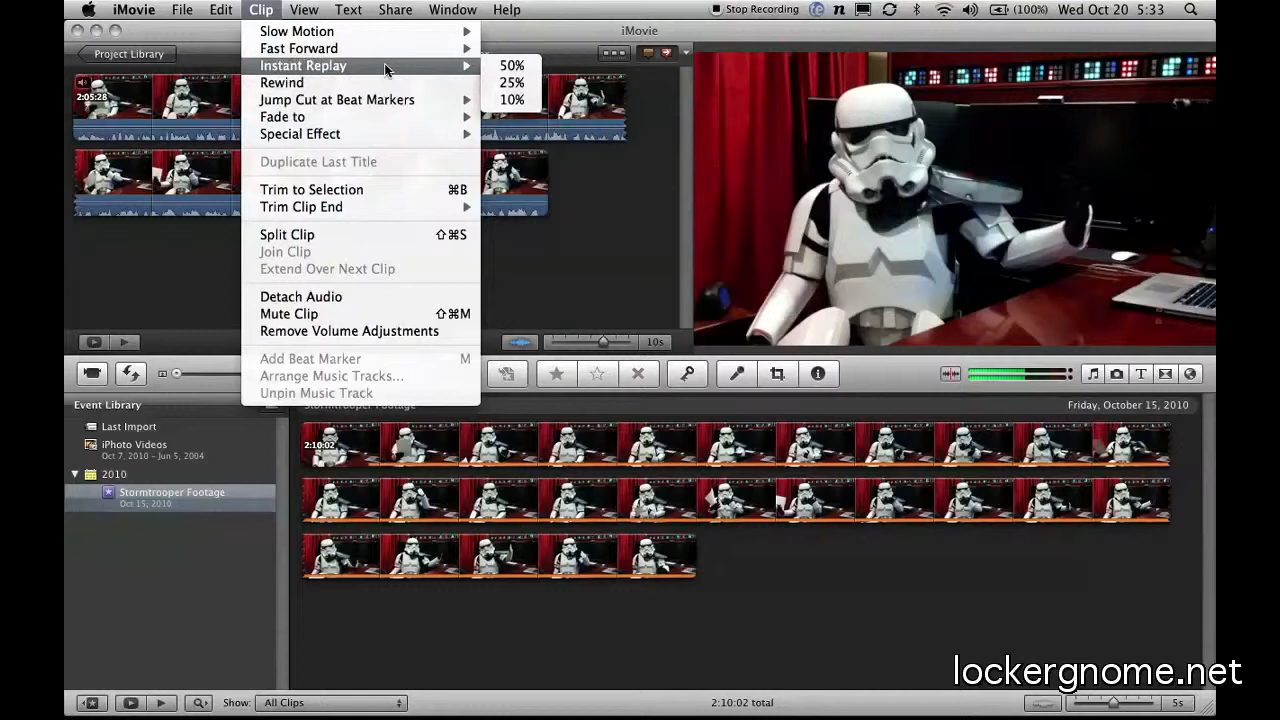 iMovie File Edit Clip View Text Share Window Help Stop Recording (100%) Wed Oct 20 5:33
iMovie
Project Library
2:05:28
Slow Motion
Fast Forward
Instant Replay
Rewind
Jump Cut at Beat Markers
Fade to
Special Effect
Duplicate Last Title
Trim to Selection ⌘B
Trim Clip End
Split Clip ⇧⌘S
Join Clip
Extend Over Next Clip
Detach Audio
Mute Clip ⇧⌘M
Remove Volume Adjustments
Add Beat Marker M
Arrange Music Tracks...
Unpin Music Track
50%
25%
10%
10s
Event Library
Last Import
iPhoto Videos
Oct 7, 2010 – Jun 5, 2004
2010
Stormtrooper Footage
Oct 15, 2010
Stormtrooper Footage Friday, October 15, 2010
2:10:02
lockergnome.net
Show: All Clips 2:10:02 total 5s